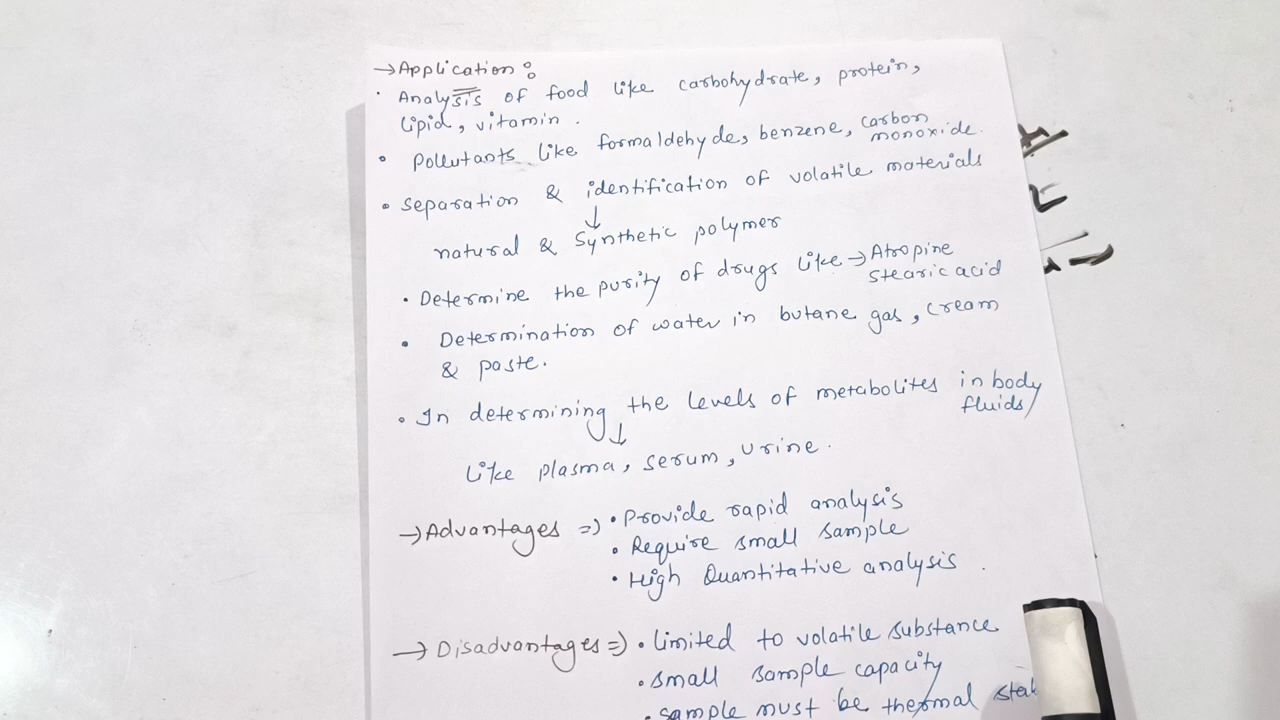 →Application :
• Analysis of food like carbohydrate, protein,
lipid, vitamin.
• Pollutants like formaldehyde, benzene, carbon
monoxide.
• Separation & identification of volatile materials
↓
natural & Synthetic polymer
• Determine the purity of drugs like → Atropine
stearic acid
• Determination of water in butane gas, cream
& paste.
• In determining the levels of metabolites in body
fluids
↓
like plasma, serum, urine.
→Advantages ⇒ • Provide rapid analysis
• Require small sample
• High Quantitative analysis.
→ Disadvantages ⇒ • limited to volatile substance
• small sample capacity
• sample must be thermal